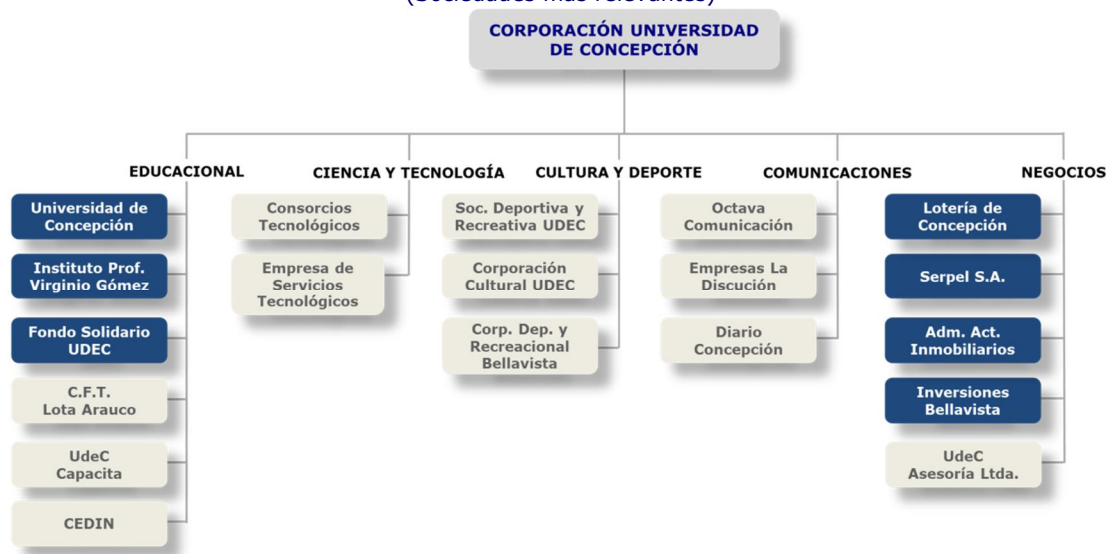 (Sociedades más relevantes)
CORPORACIÓN UNIVERSIDAD
DE CONCEPCIÓN
EDUCACIONAL
Universidad de
Concepción
Instituto Prof.
Virginio Gómez
Fondo Solidario
UDEC
C.F.T.
Lota Arauco
UdeC
Capacita
CEDIN
CIENCIA Y TECNOLOGÍA
Consorcios
Tecnológicos
Empresa de
Servicios
Tecnológicos
CULTURA Y DEPORTE
Soc. Deportiva y
Recreativa UDEC
Corporación
Cultural UDEC
Corp. Dep. y
Recreacional
Bellavista
COMUNICACIONES
Octava
Comunicación
Empresas La
Discución
Diario
Concepción
NEGOCIOS
Lotería de
Concepción
Serpel S.A.
Adm. Act.
Inmobiliarios
Inversiones
Bellavista
UdeC
Asesoría Ltda.